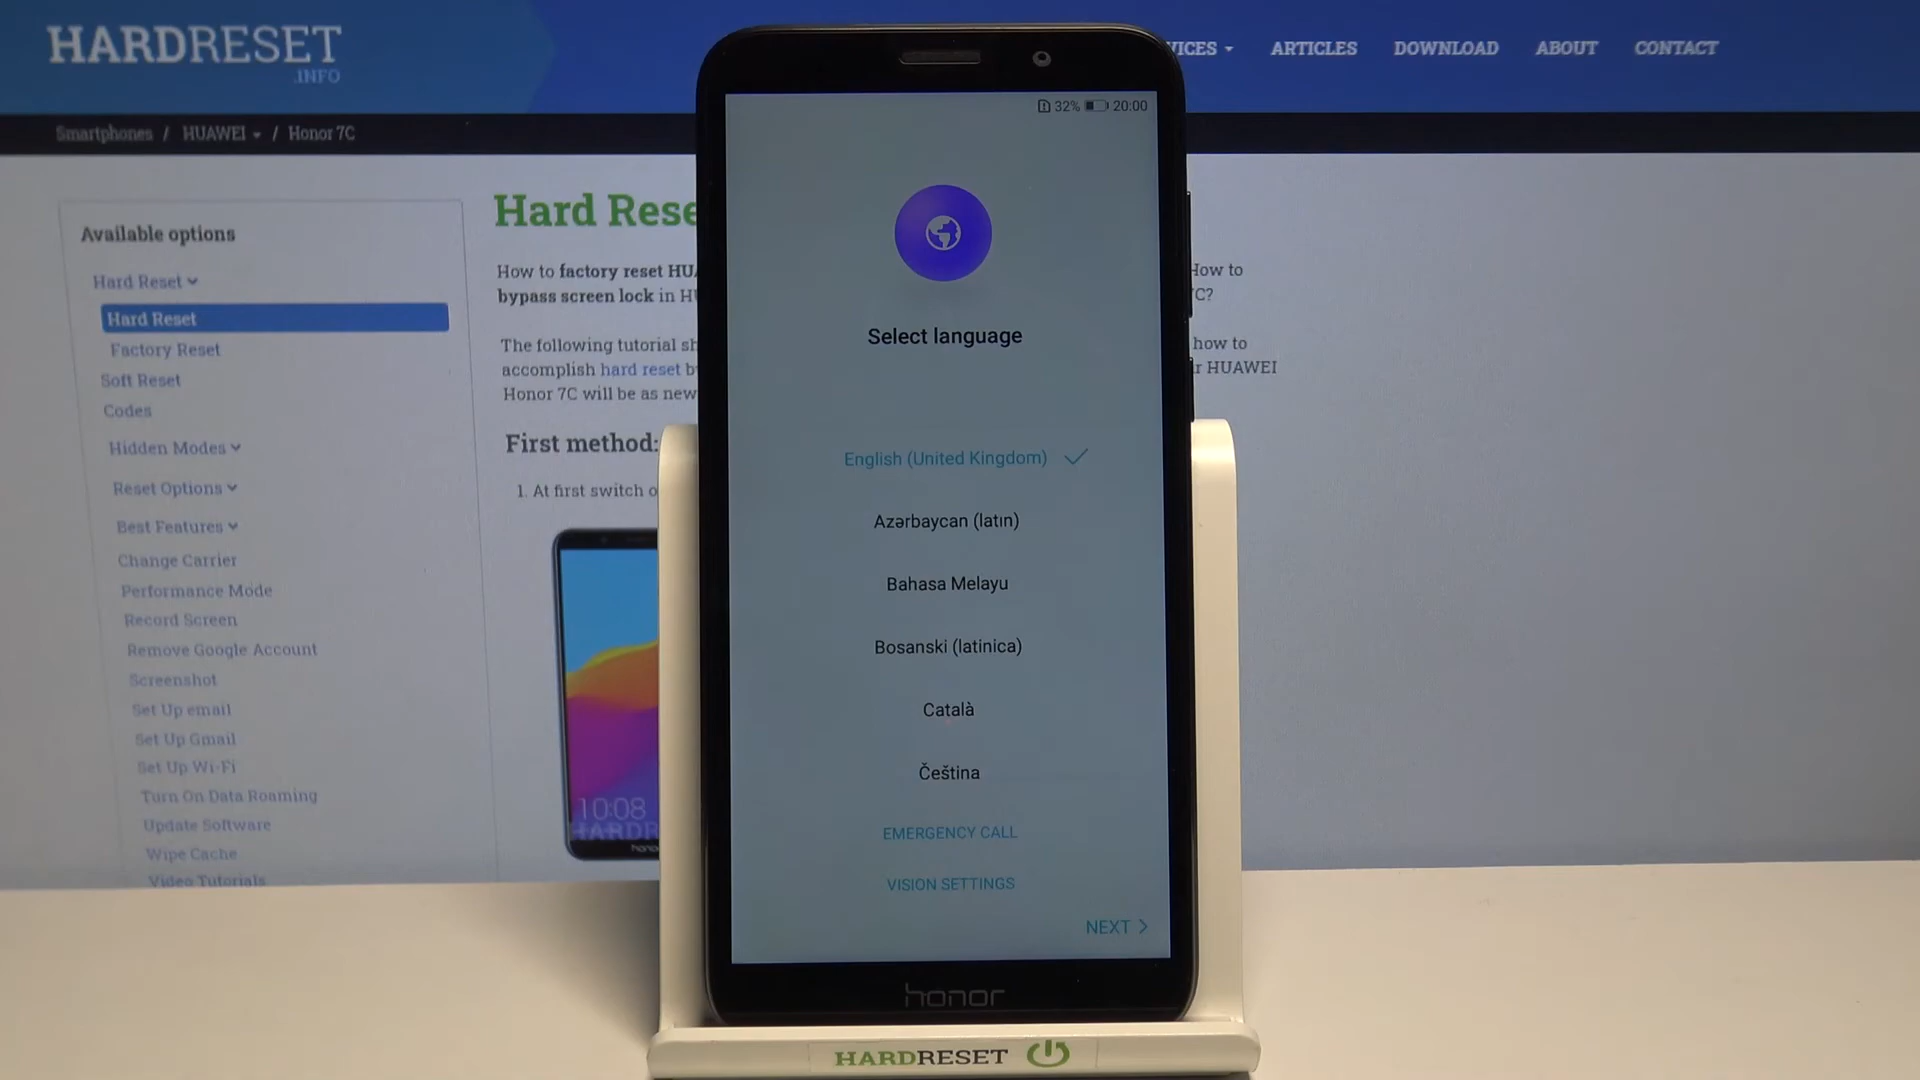 HARDRESET
.INFO
VICES
ARTICLES
DOWNLOAD
ABOUT
CONTACT
Smartphones / HUAWEI / Honor 7C
Available options
Hard Reset
Hard Reset
Factory Reset
Soft Reset
Codes
Hidden Modes
Reset Options
Best Features
Change Carrier
Performance Mode
Record Screen
Remove Google Account
Screenshot
Set Up email
Set Up Gmail
Set Up Wi-Fi
Turn On Data Roaming
Update Software
Wipe Cache
Video Tutorials
Hard Rese
How to factory reset HU
bypass screen lock in H
How to
C?
The following tutorial sh
accomplish hard reset b
Honor 7C will be as new
how to
r HUAWEI
First method:
1. At first switch o
10:08
HARDR
honor
32% 20:00
Select language
English (United Kingdom)
Azərbaycan (latın)
Bahasa Melayu
Bosanski (latinica)
Català
Čeština
EMERGENCY CALL
VISION SETTINGS
NEXT
honor
HARDRESET